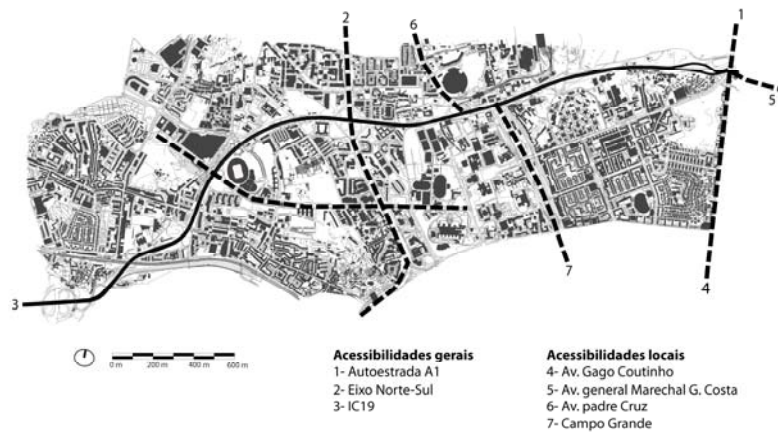 2
6
1
5
3
7
4
0 m 200 m 400 m 600 m
Acessibilidades gerais
1- Autoestrada A1
2- Eixo Norte-Sul
3- IC19
Acessibilidades locais
4- Av. Gago Coutinho
5- Av. general Marechal G. Costa
6- Av. padre Cruz
7- Campo Grande